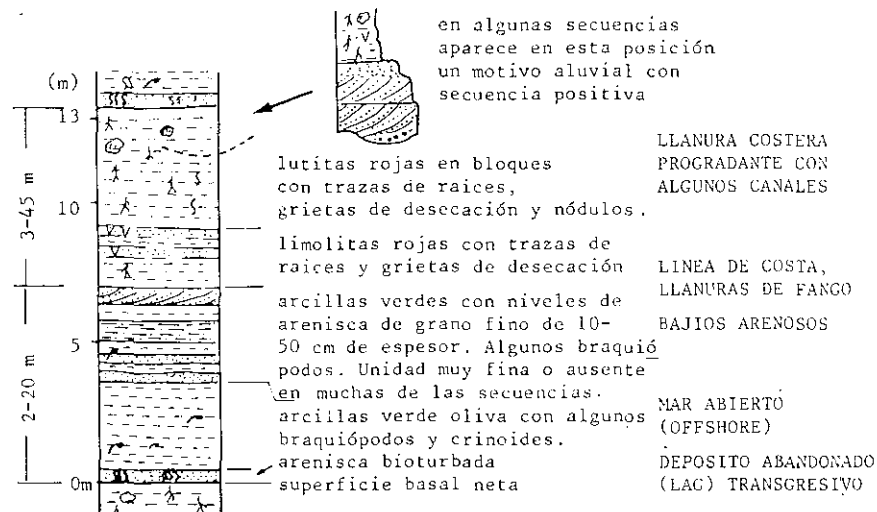 en algunas secuencias
aparece en esta posición
un motivo aluvial con
secuencia positiva
(m)
13
10
5
0m
3-45 m
2-20 m
lutitas rojas en bloques
con trazas de raices,
grietas de desecación y nódulos.
limolitas rojas con trazas de
raices y grietas de desecación
arcillas verdes con niveles de
arenisca de grano fino de 10-
50 cm de espesor. Algunos braquió
podos. Unidad muy fina o ausente
en muchas de las secuencias.
arcillas verde oliva con algunos
braquiópodos y crinoides.
arenisca bioturbada
superficie basal neta
LLANURA COSTERA
PROGRADANTE CON
ALGUNOS CANALES
LINEA DE COSTA,
LLANURAS DE FANGO
BAJIOS ARENOSOS
MAR ABIERTO
(OFFSHORE)
DEPOSITO ABANDONADO
(LAG) TRANSGRESIVO